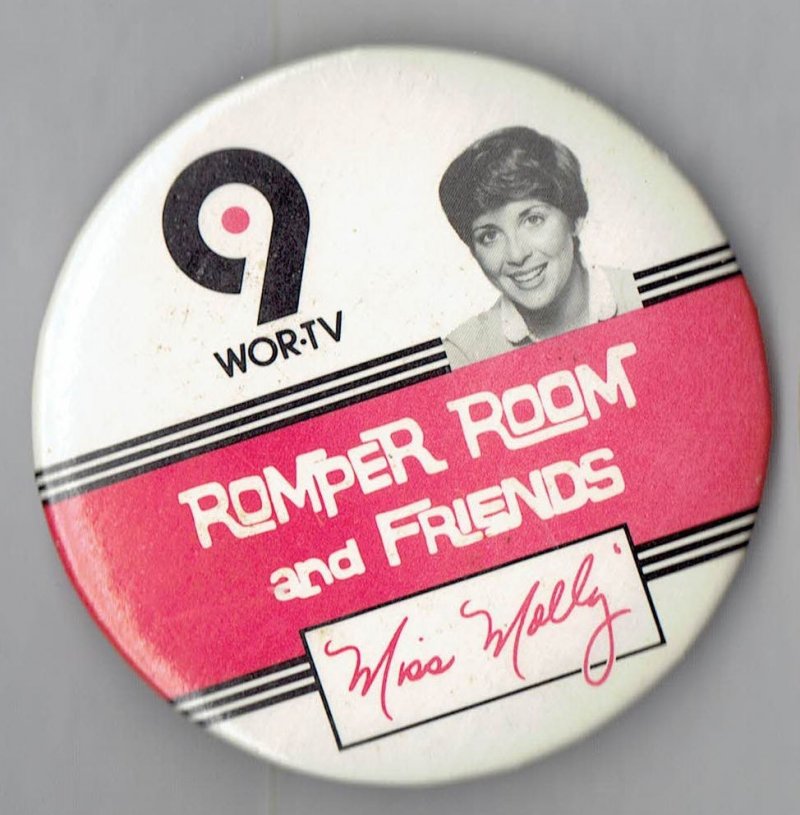 9
WOR·TV
ROMPER ROOM
and FRIENDS
Miss Molly